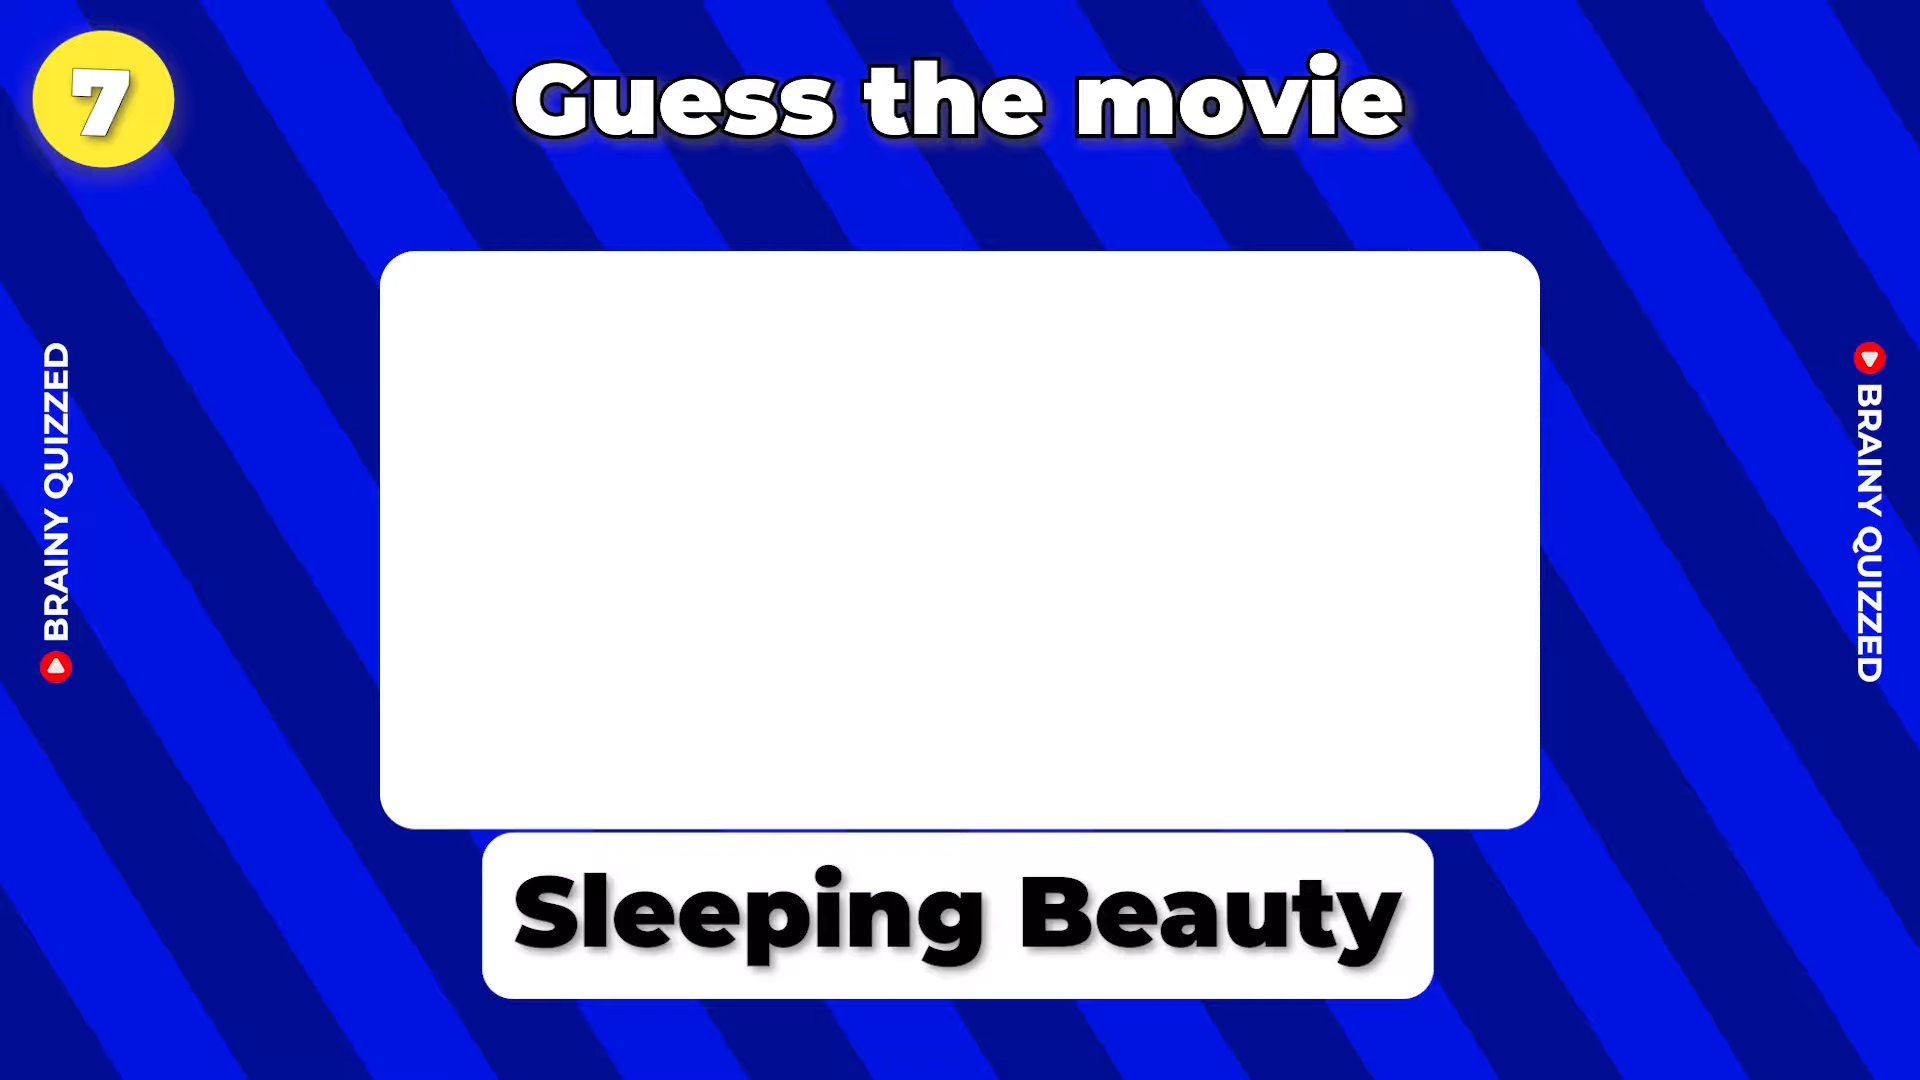 7
Guess the movie
BRAINY QUIZZED
BRAINY QUIZZED
Sleeping Beauty